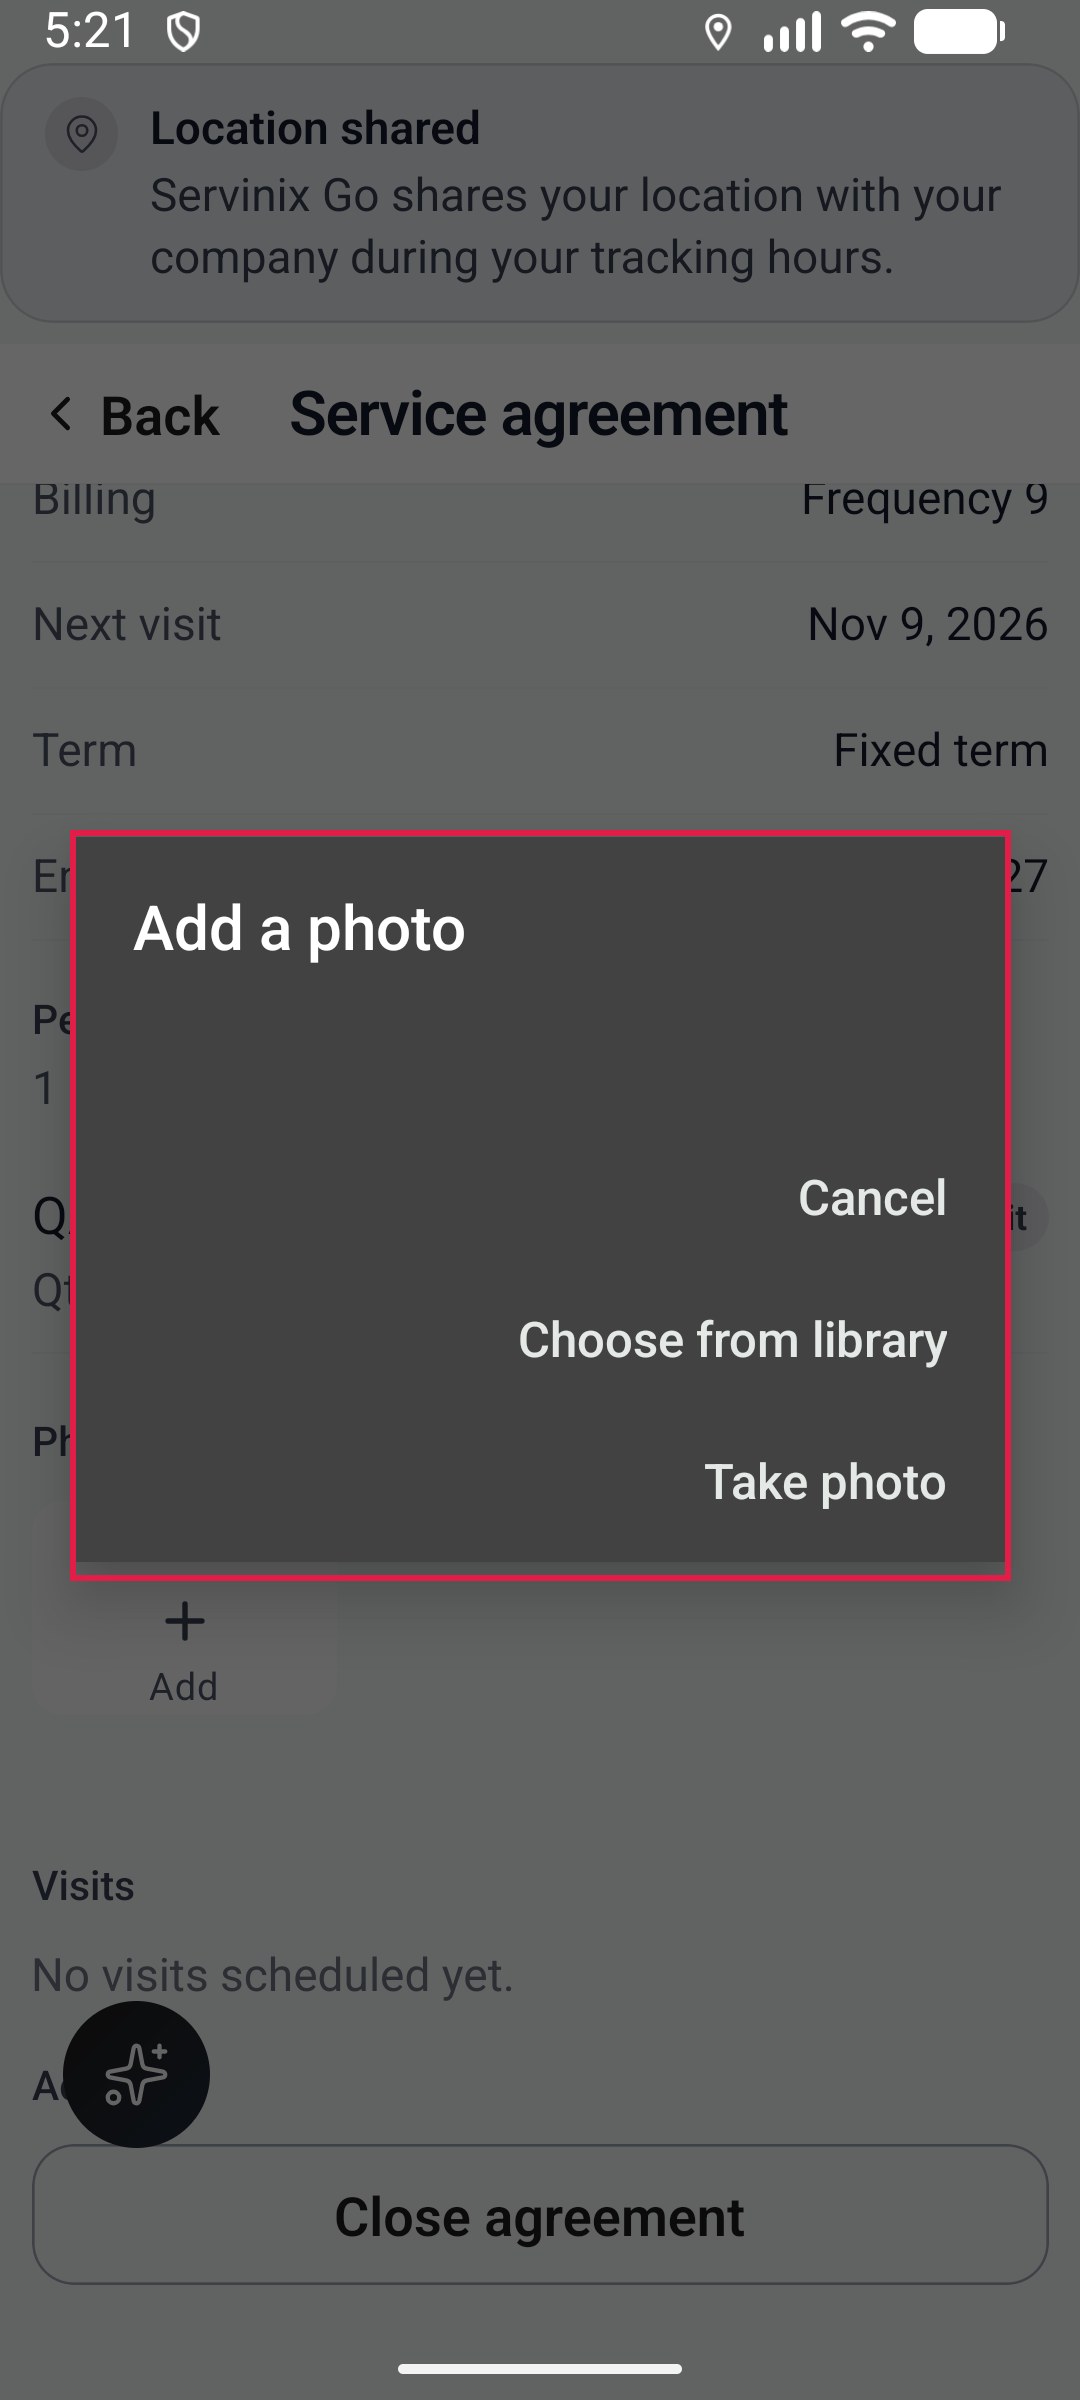 5:21
Location shared
Servinix Go shares your location with your
company during your tracking hours.
Back
Service agreement
Billing
Frequency 9
Next visit
Nov 9, 2026
Term
Fixed term
27
Add a photo
1
Cancel
Choose from library
Take photo
Add
Visits
No visits scheduled yet.
Close agreement